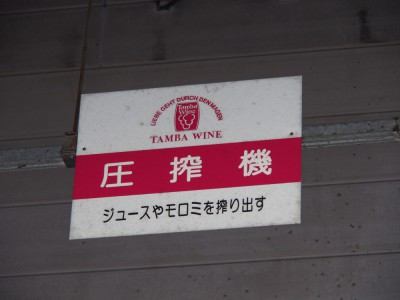 LIEBE GEHT DURCH DEN MAGEN
Tamba
Wine
TAMBA WINE
圧搾機
ジュースやモロミを搾り出す